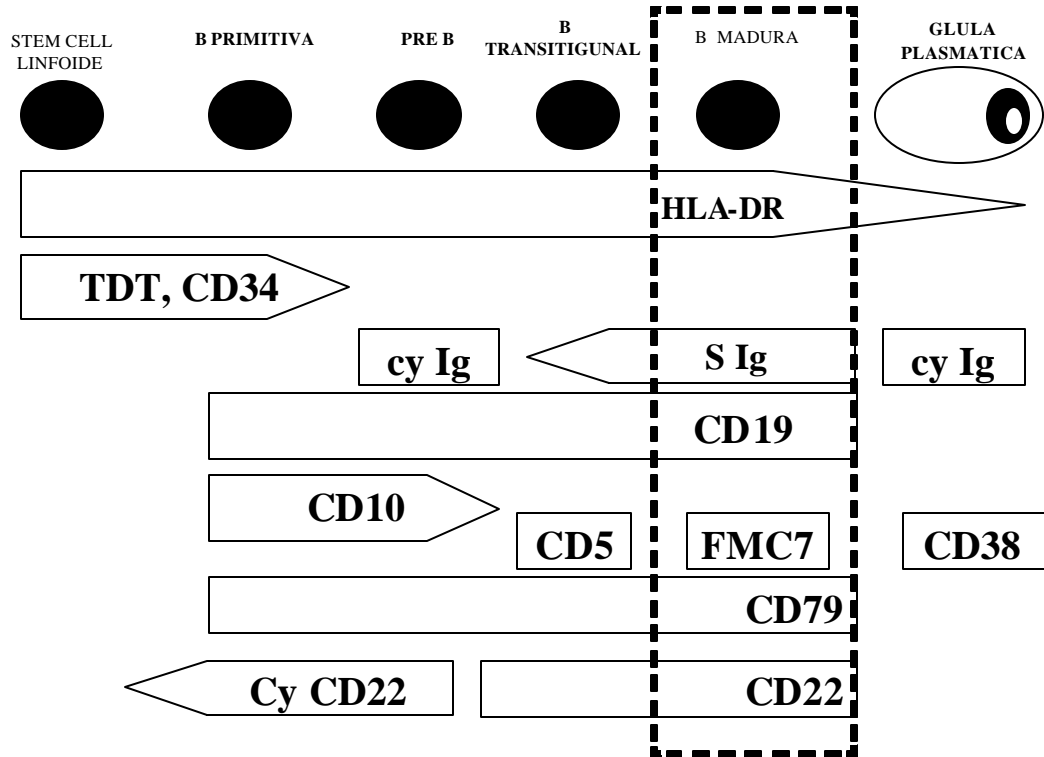 STEM CELL
LINFOIDE
B PRIMITIVA
PRE B
B
TRANSITIGUNAL
B MADURA
GLULA
PLASMATICA
HLA-DR
TDT, CD34
cy Ig
S Ig
cy Ig
CD19
CD10
CD5
FMC7
CD38
CD79
Cy CD22
CD22